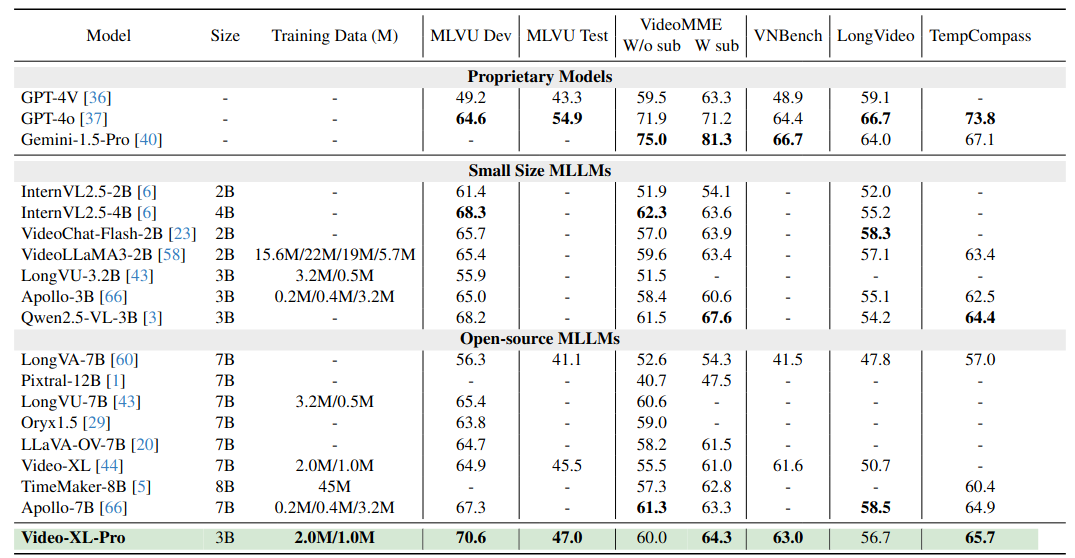 Model Size Training Data (M) MLVU Dev MLVU Test VideoMME VNBench LongVideo TempCompass
W/o sub W sub
Proprietary Models
GPT-4V [36] - - 49.2 43.3 59.5 63.3 48.9 59.1 -
GPT-4o [37] - - 64.6 54.9 71.9 71.2 64.4 66.7 73.8
Gemini-1.5-Pro [40] - - - - 75.0 81.3 66.7 64.0 67.1
Small Size MLLMs
InternVL2.5-2B [6] 2B - 61.4 - 51.9 54.1 - 52.0 -
InternVL2.5-4B [6] 4B - 68.3 - 62.3 63.6 - 55.2 -
VideoChat-Flash-2B [23] 2B - 65.7 - 57.0 63.9 - 58.3 -
VideoLLaMA3-2B [58] 2B 15.6M/22M/19M/5.7M 65.4 - 59.6 63.4 - 57.1 63.4
LongVU-3.2B [43] 3B 3.2M/0.5M 55.9 - 51.5 - - - -
Apollo-3B [66] 3B 0.2M/0.4M/3.2M 65.0 - 58.4 60.6 - 55.1 62.5
Qwen2.5-VL-3B [3] 3B - 68.2 - 61.5 67.6 - 54.2 64.4
Open-source MLLMs
LongVA-7B [60] 7B - 56.3 41.1 52.6 54.3 41.5 47.8 57.0
Pixtral-12B [1] 7B - - - 40.7 47.5 - - -
LongVU-7B [43] 7B 3.2M/0.5M 65.4 - 60.6 - - - -
Oryx1.5 [29] 7B - 63.8 - 59.0 - - - -
LLaVA-OV-7B [20] 7B - 64.7 - 58.2 61.5 - - -
Video-XL [44] 7B 2.0M/1.0M 64.9 45.5 55.5 61.0 61.6 50.7 -
TimeMaker-8B [5] 8B 45M - - 57.3 62.8 - - 60.4
Apollo-7B [66] 7B 0.2M/0.4M/3.2M 67.3 - 61.3 63.3 - 58.5 64.9
Video-XL-Pro 3B 2.0M/1.0M 70.6 47.0 60.0 64.3 63.0 56.7 65.7